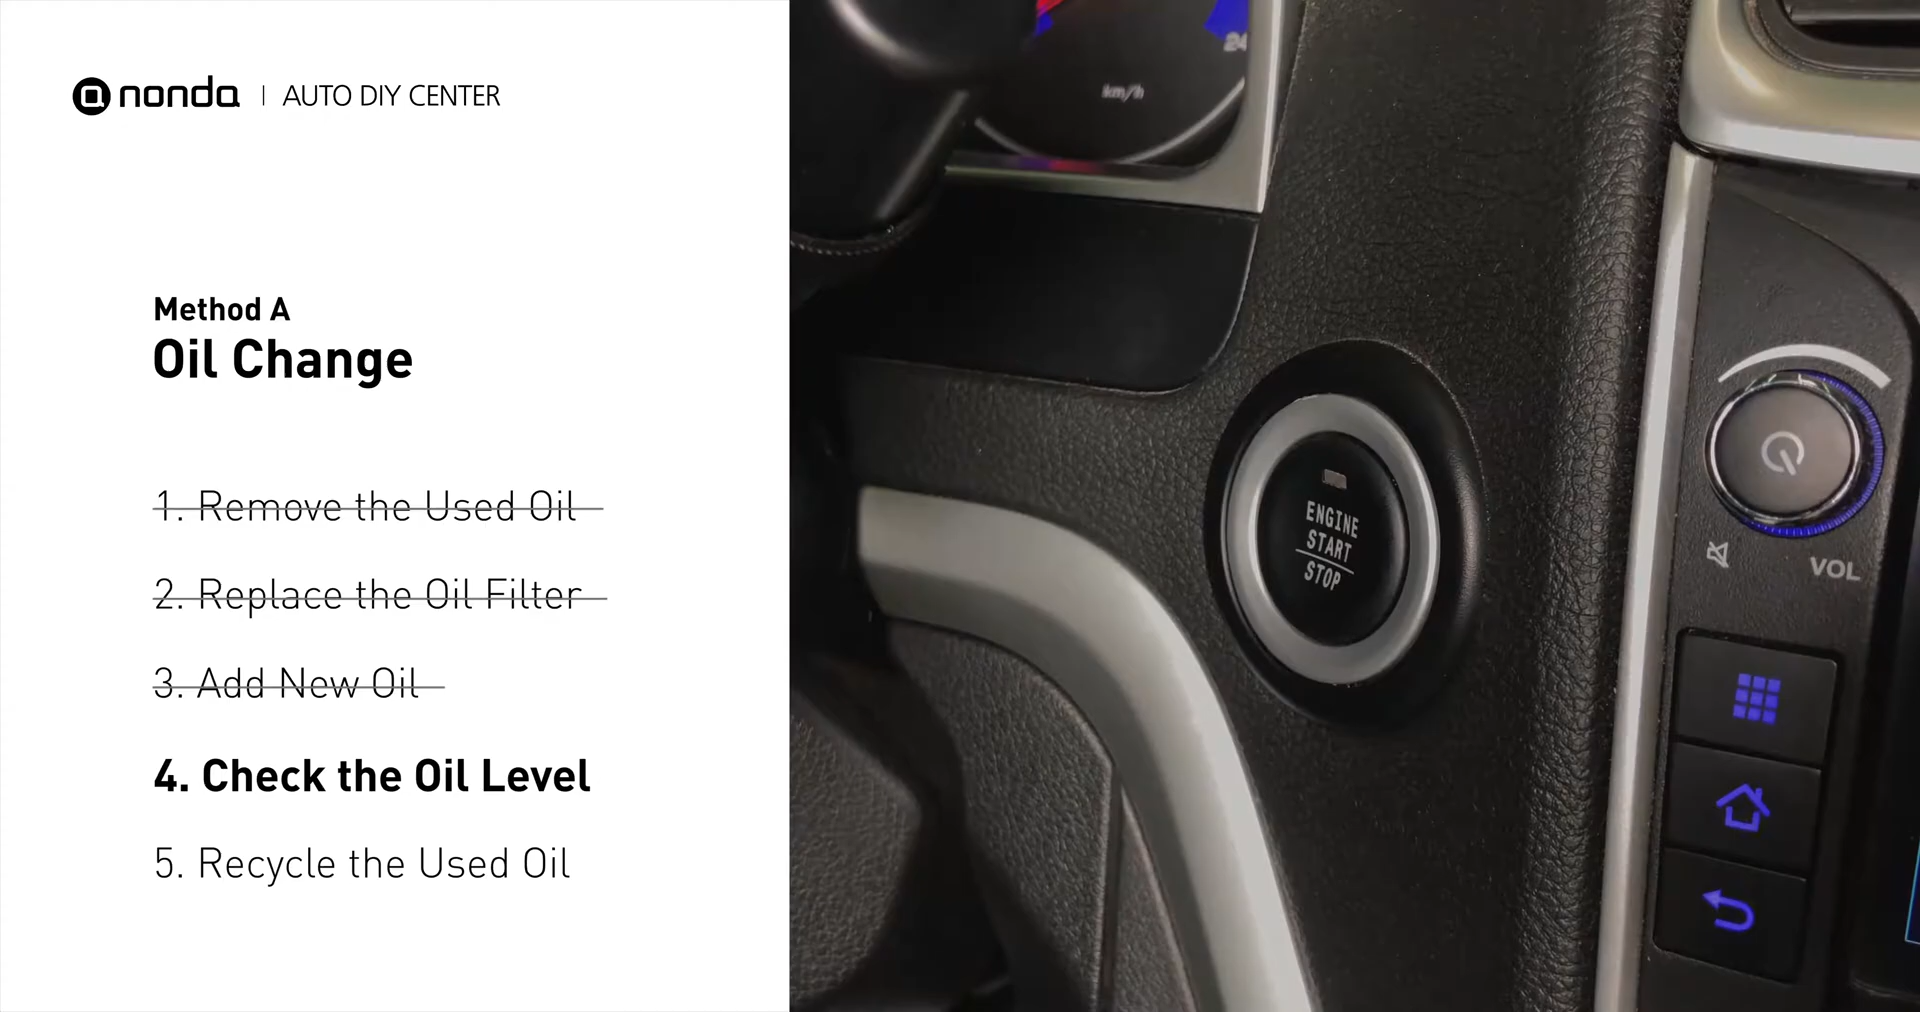 nonda | AUTO DIY CENTER
Method A
Oil Change
1. Remove the Used Oil
2. Replace the Oil Filter
3. Add New Oil
4. Check the Oil Level
5. Recycle the Used Oil
km/h
ENGINE
START
STOP
VOL